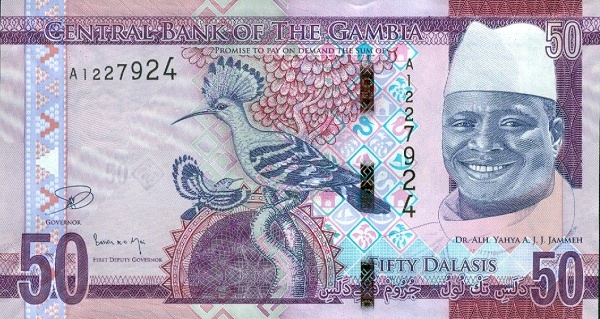 50
CENTRAL BANK OF THE GAMBIA
50
PROMISE TO PAY ON DEMAND THE SUM OF
A1227924
A1227924
GOVERNOR
FIRST DEPUTY GOVERNOR
DR. ALH. YAHYA A. J. J. JAMMEH
50
FIFTY DALASIS
50